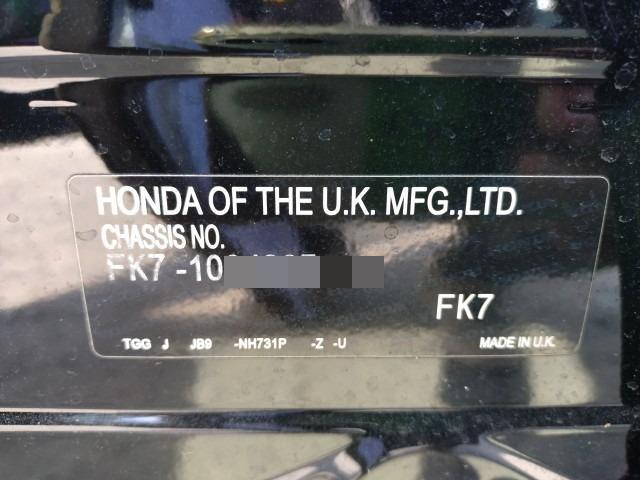 HONDA OF THE U.K. MFG.,LTD.
CHASSIS NO.
FK7 -10
FK7
TGG J JB9 -NH731P -Z -U
MADE IN U.K.